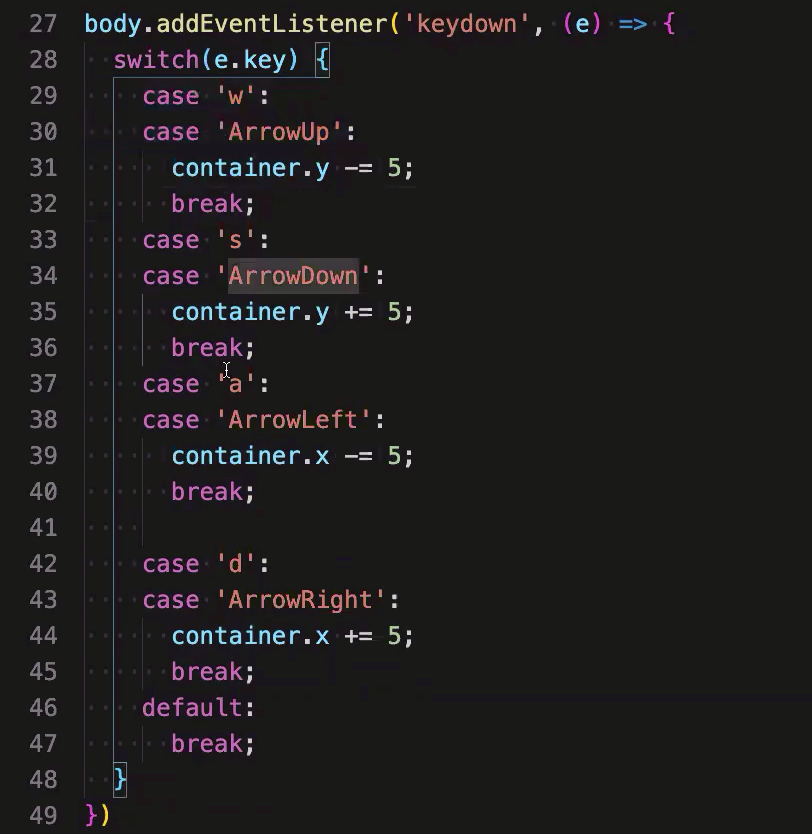 27 body.addEventListener('keydown', (e) => {
28   switch(e.key) {
29     case 'w':
30     case 'ArrowUp':
31       container.y -= 5;
32       break;
33     case 's':
34     case 'ArrowDown':
35       container.y += 5;
36       break;
37     case 'a':
38     case 'ArrowLeft':
39       container.x -= 5;
40       break;
41
42     case 'd':
43     case 'ArrowRight':
44       container.x += 5;
45       break;
46     default:
47       break;
48   }
49 })